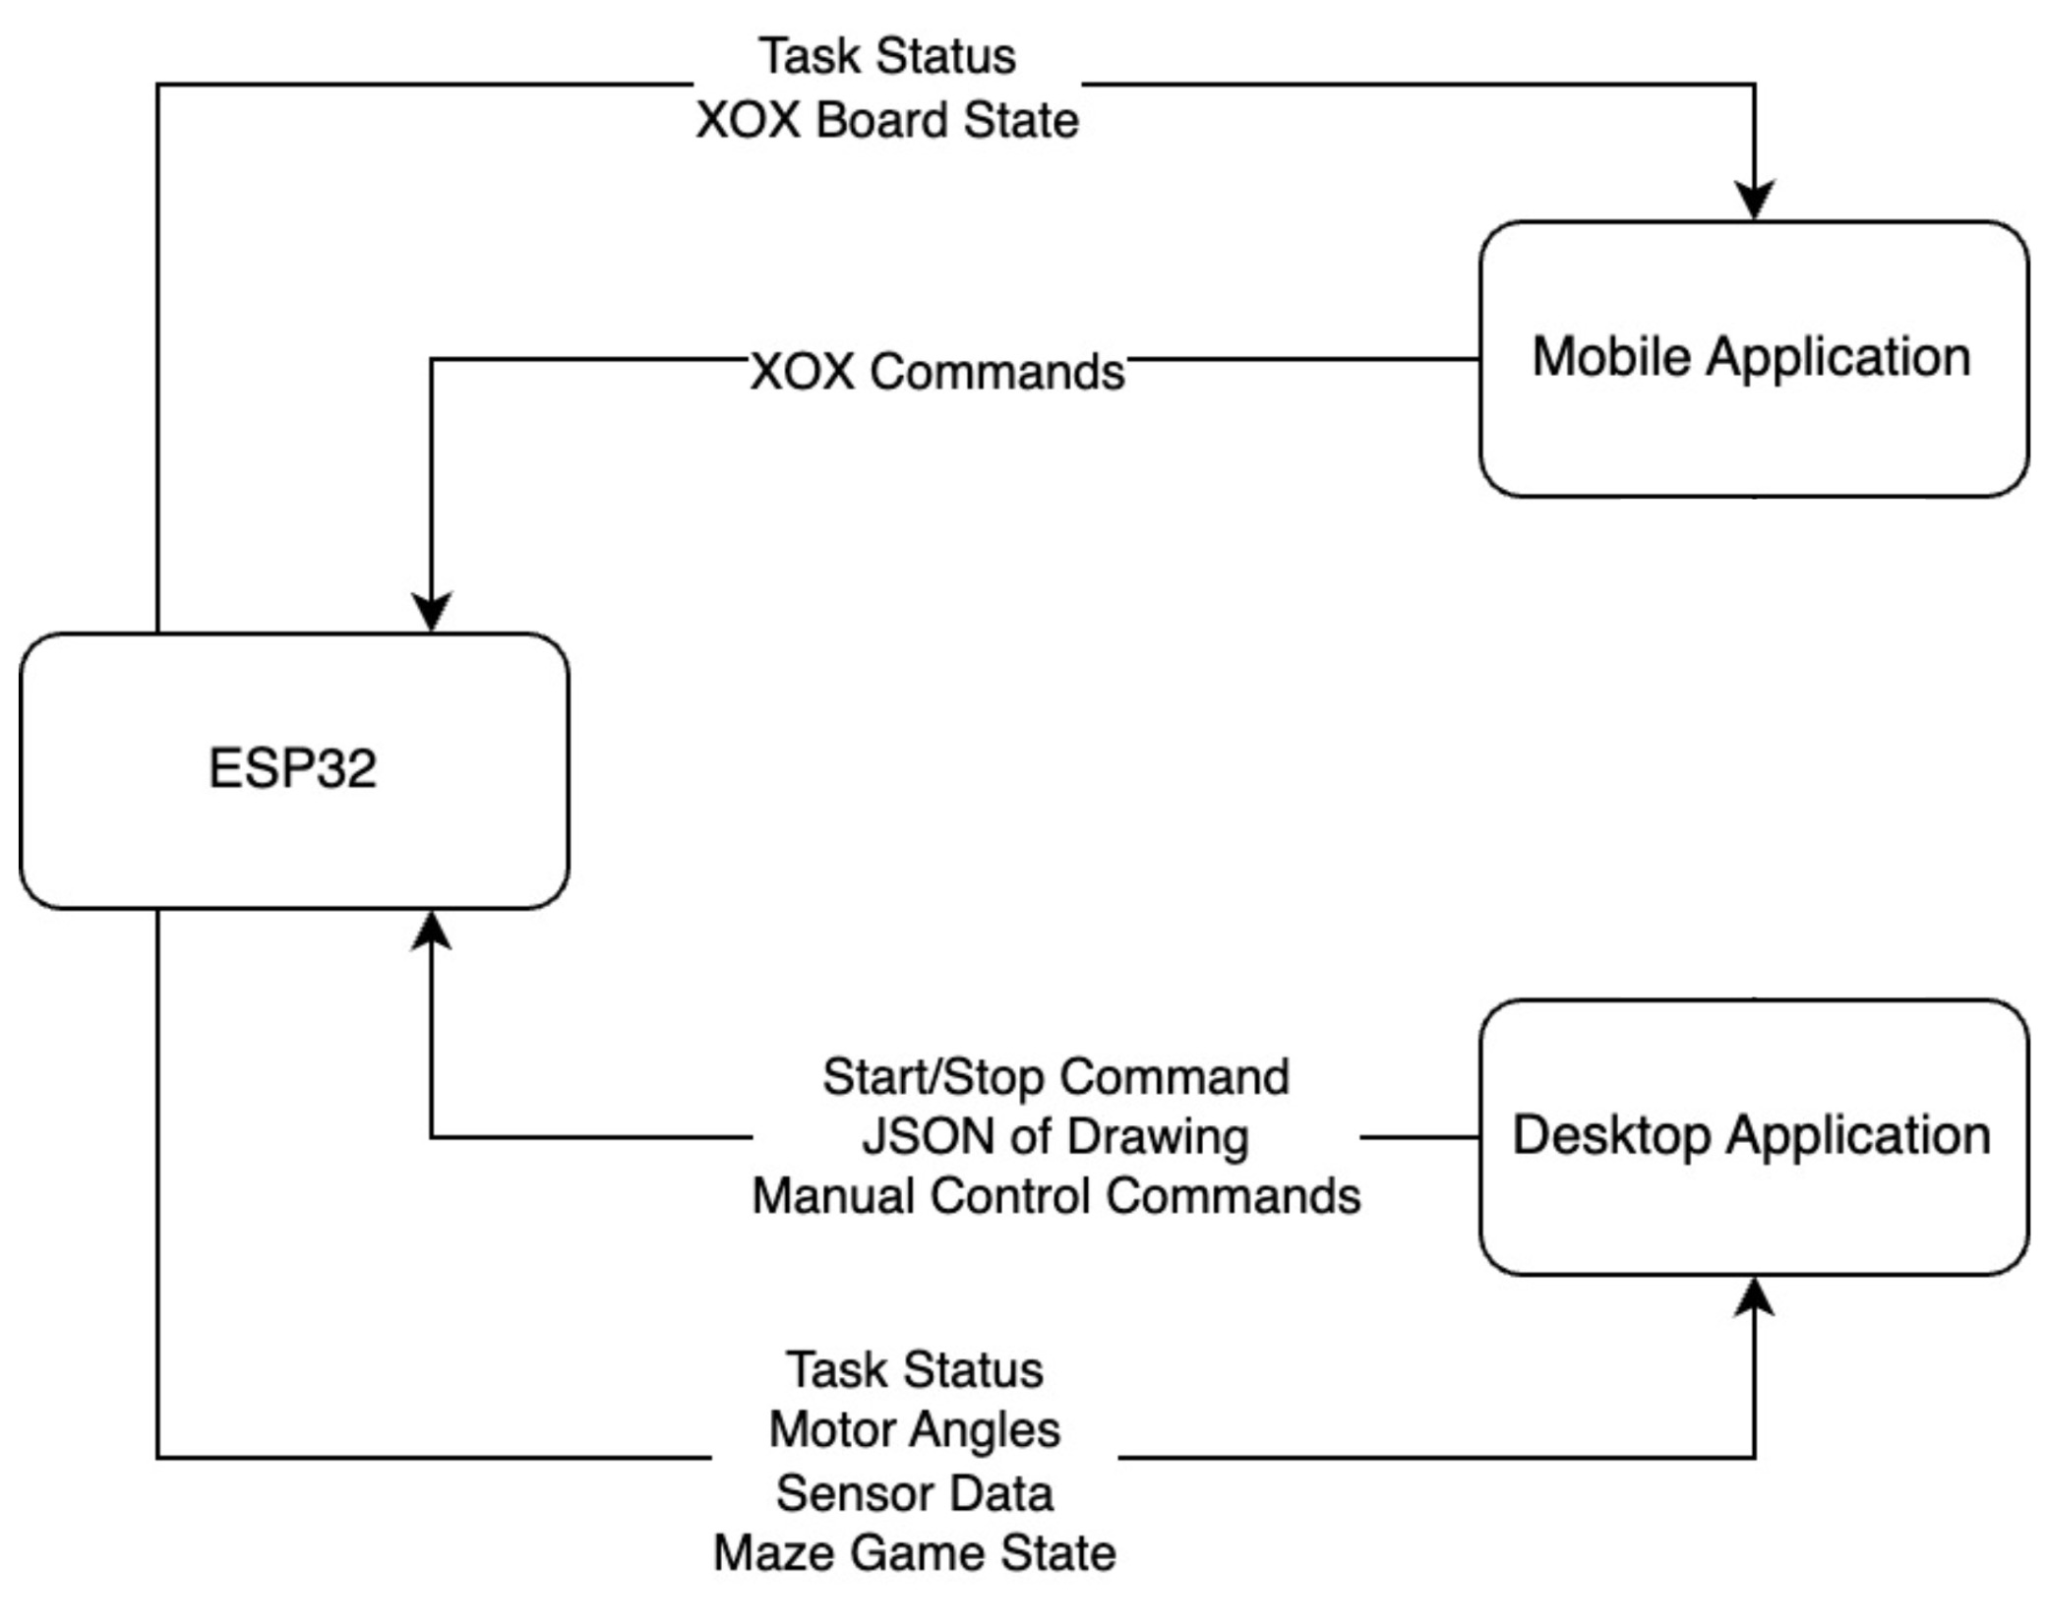 Task Status
XOX Board State
Mobile Application
XOX Commands
ESP32
Start/Stop Command
JSON of Drawing
Manual Control Commands
Desktop Application
Task Status
Motor Angles
Sensor Data
Maze Game State